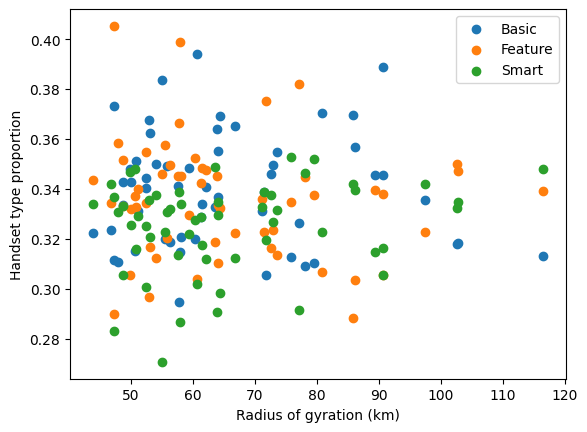 Basic
Feature
Smart
0.40
0.38
0.36
0.34
0.32
0.30
0.28
Handset type proportion
50 60 70 80 90 100 110 120
Radius of gyration (km)